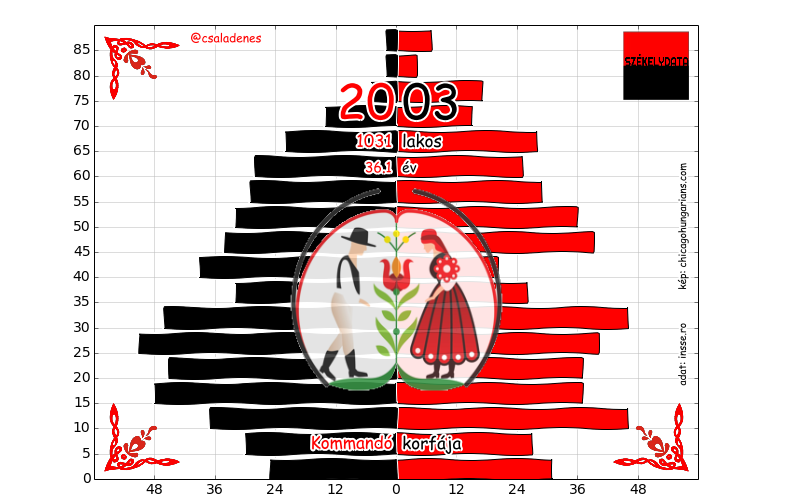 @csaladenes
SZÉKELYDATA
2003
1031 lakos
36.1 év
kép: chicagohungarians.com
adat: insse.ro
Kommandó korfája
85
80
75
70
65
60
55
50
45
40
35
30
25
20
15
10
5
0
48 36 24 12 0 12 24 36 48